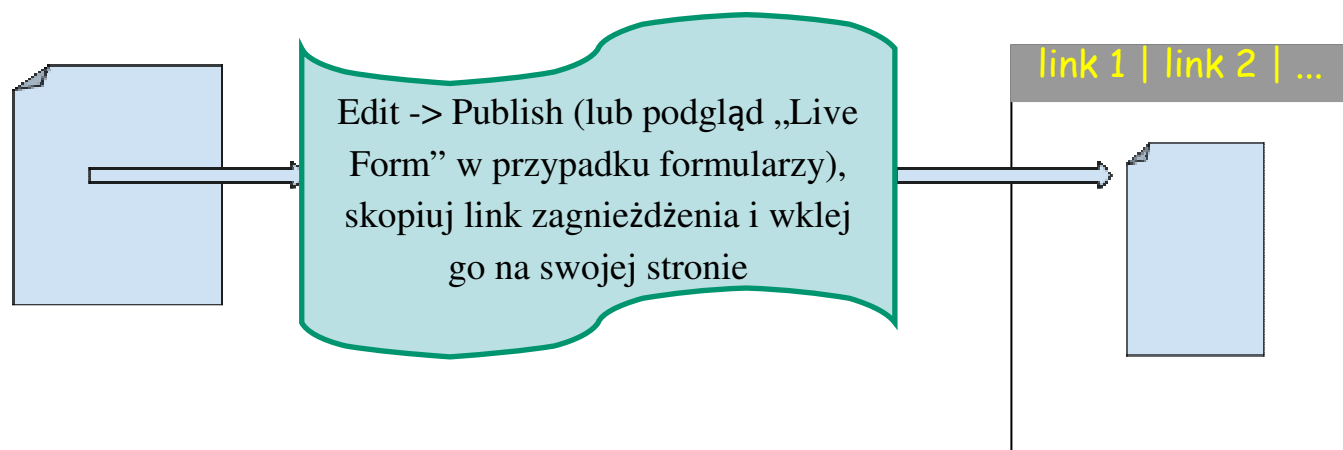 link 1 | link 2 | ...
Edit -> Publish (lub podgląd „Live
Form” w przypadku formularzy),
skopiuj link zagnieżdżenia i wklej
go na swojej stronie